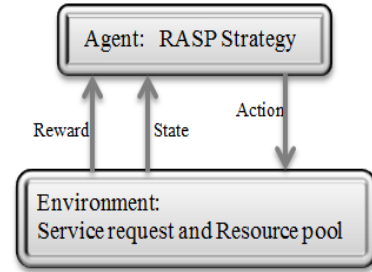 Agent: RASP Strategy
Reward
State
Action
Environment:
Service request and Resource pool